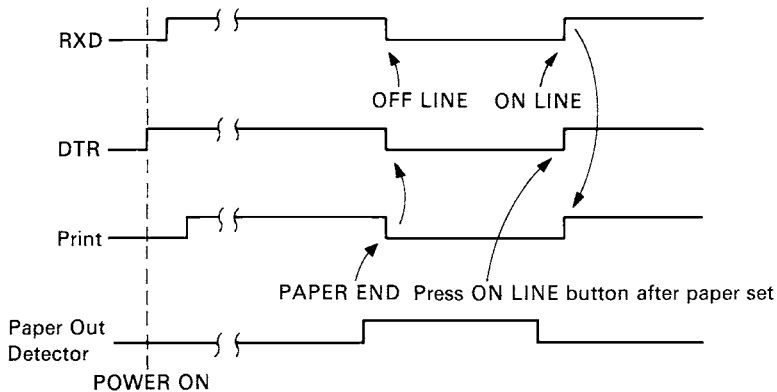 RXD
OFF LINE
ON LINE
DTR
Print
PAPER END
Press ON LINE button after paper set
Paper Out
Detector
POWER ON